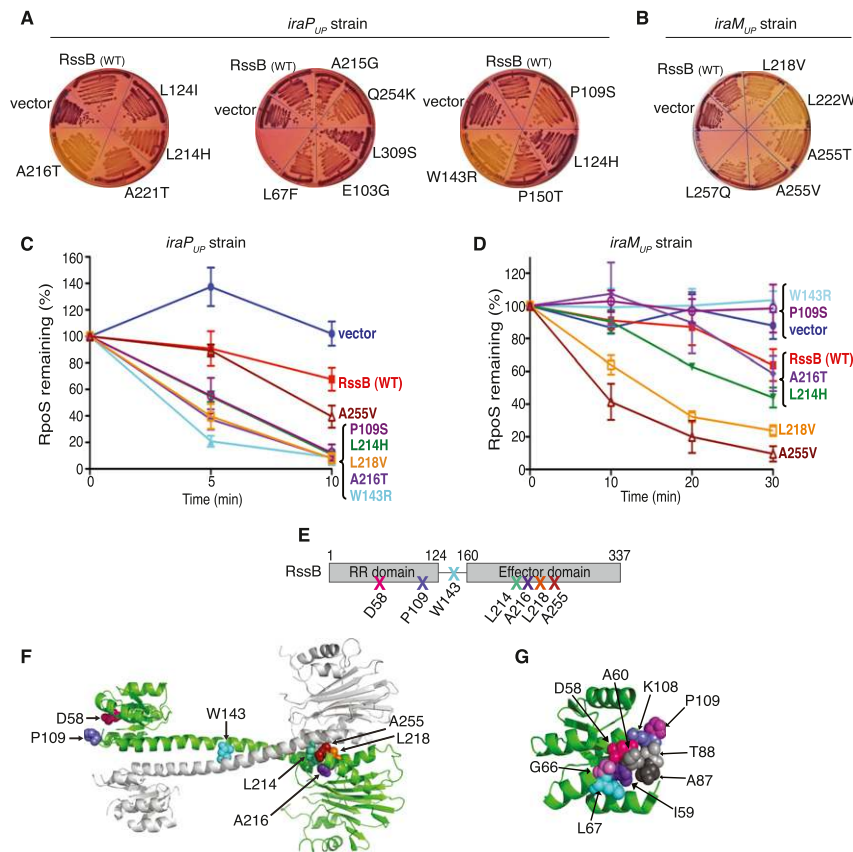 A
iraP_UP strain
RssB (WT)
L124I
vector
L214H
A216T
A221T
RssB (WT)
A215G
Q254K
vector
L309S
L67F
E103G
RssB (WT)
P109S
vector
L124H
W143R
P150T
B
iraM_UP strain
RssB (WT)
L218V
vector
L222W
A255T
L257Q
A255V
C
iraP_UP strain
RpoS remaining (%)
160
140
120
100
80
60
40
20
0
0
5
10
Time (min)
vector
RssB (WT)
A255V
P109S
L214H
L218V
A216T
W143R
D
iraM_UP strain
RpoS remaining (%)
120
100
80
60
40
20
0
0
10
20
30
Time (min)
W143R
P109S
vector
RssB (WT)
A216T
L214H
L218V
A255V
E
1
124
160
337
RssB
RR domain
Effector domain
D58
P109
W143
L214
A216
L218
A255
F
D58
P109
W143
A255
L218
L214
A216
G
A60
D58
K108
P109
T88
G66
A87
I59
L67